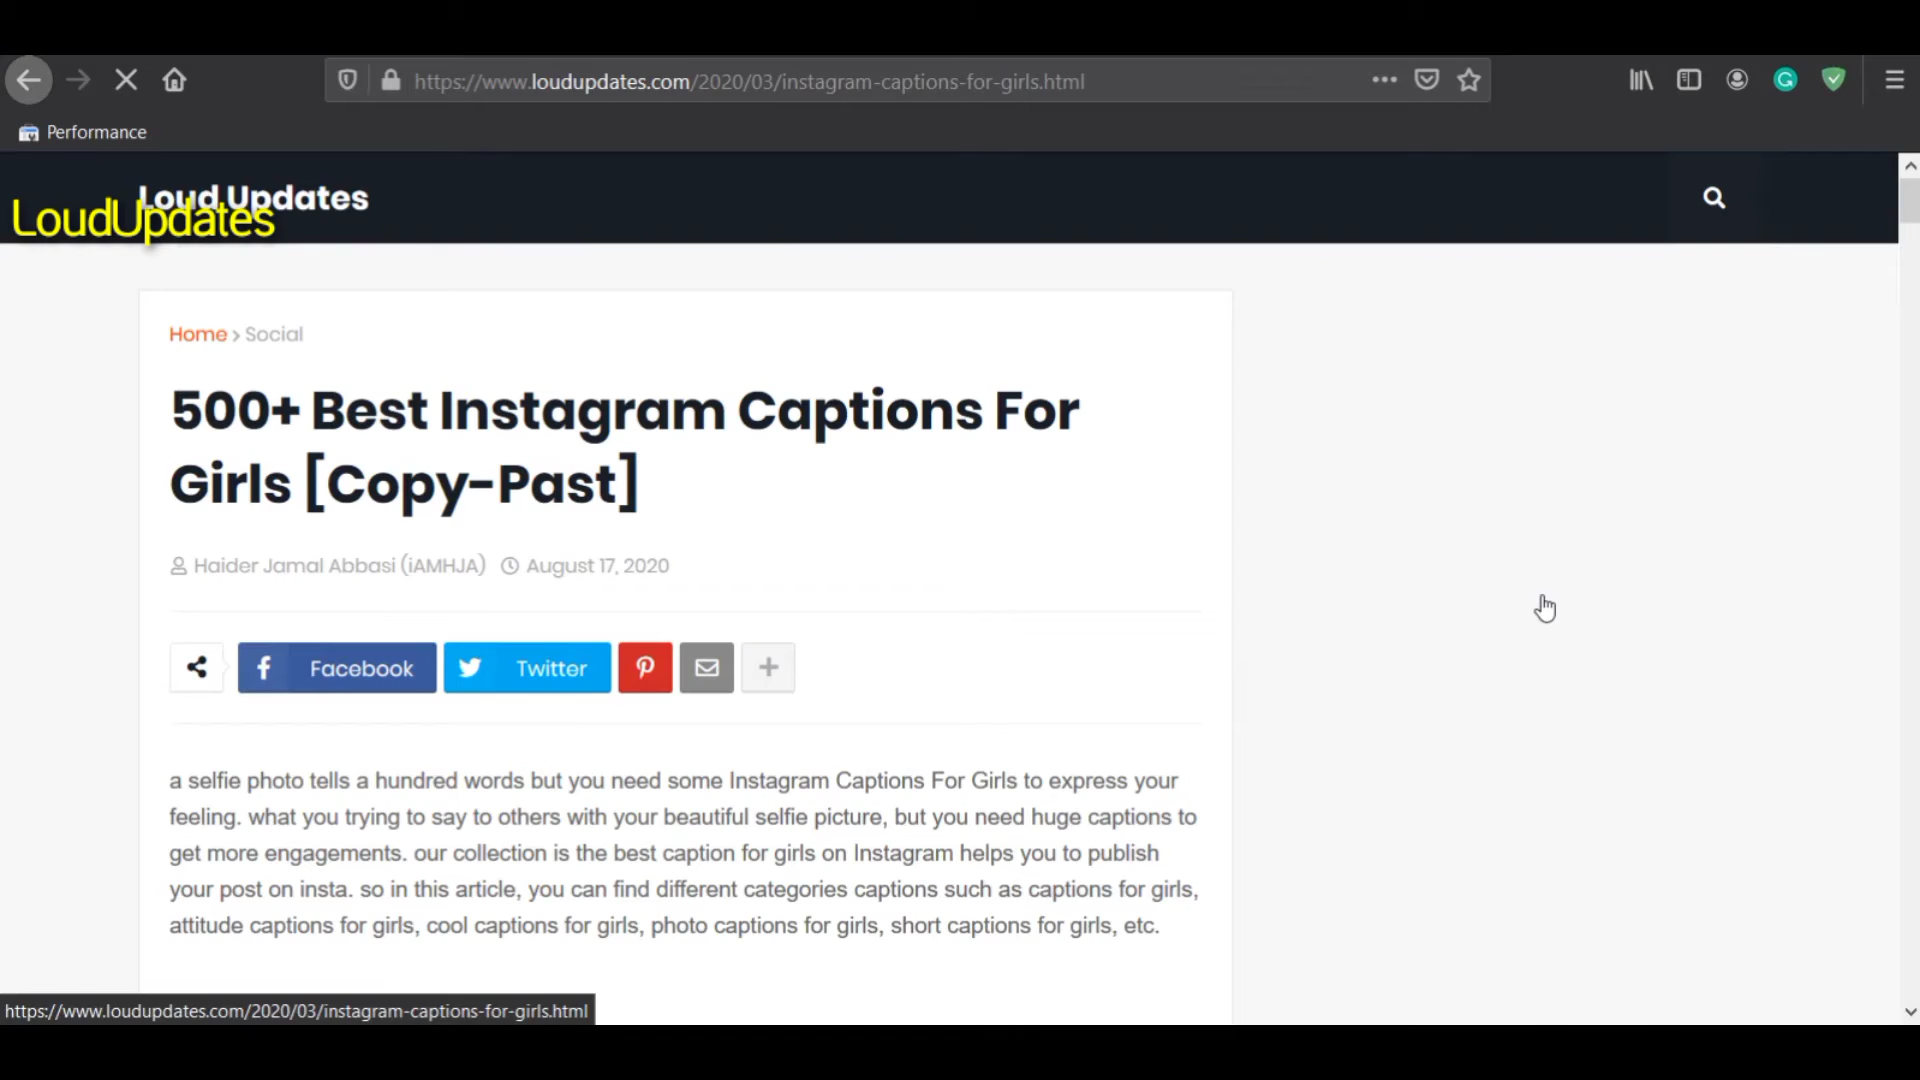 https://www.loudupdates.com/2020/03/instagram-captions-for-girls.html
Performance
Loud Updates
LoudUpdates
Home > Social
500+ Best Instagram Captions For
Girls [Copy-Past]
Haider Jamal Abbasi (iAMHJA) August 17, 2020
Facebook Twitter
a selfie photo tells a hundred words but you need some Instagram Captions For Girls to express your
feeling. what you trying to say to others with your beautiful selfie picture, but you need huge captions to
get more engagements. our collection is the best caption for girls on Instagram helps you to publish
your post on insta. so in this article, you can find different categories captions such as captions for girls,
attitude captions for girls, cool captions for girls, photo captions for girls, short captions for girls, etc.
https://www.loudupdates.com/2020/03/instagram-captions-for-girls.html